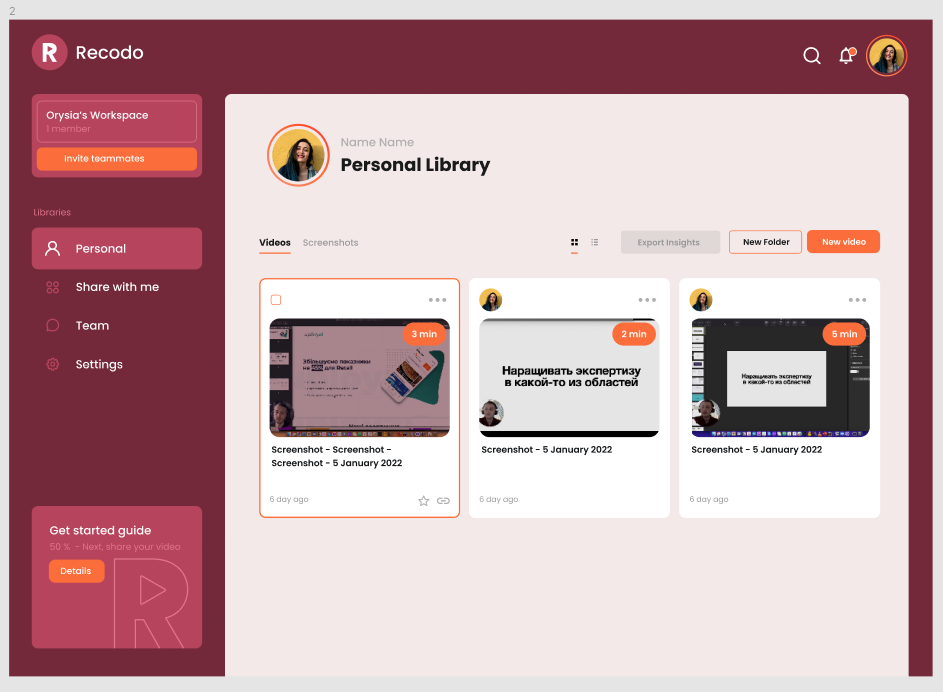 2
R Recodo
Orysia's Workspace
1 member
Invite teammates
Libraries
Personal
Share with me
Team
Settings
Get started guide
50 % - Next, share your video
Details
Name Name
Personal Library
Videos Screenshots
Export Insights New Folder New video
3 min
Збільшуємо показники
для Retail
Screenshot - Screenshot -
Screenshot - 5 January 2022
6 day ago
2 min
Наращивать экспертизу
в какой-то из областей
Screenshot - 5 January 2022
6 day ago
5 min
Наращивать экспертизу
в какой-то из областей
Screenshot - 5 January 2022
6 day ago